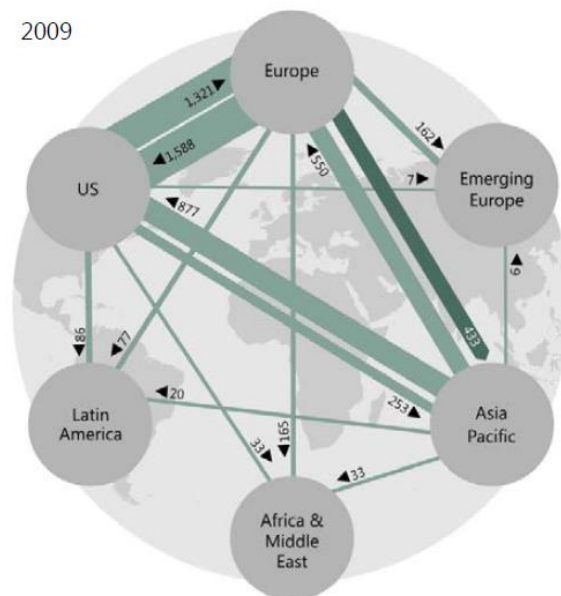 2009
Europe
1,321
1,588
162
550
US
7
Emerging
Europe
877
433
86
77
6
253
Latin
America
20
Asia
Pacific
33
165
33
Africa &
Middle
East